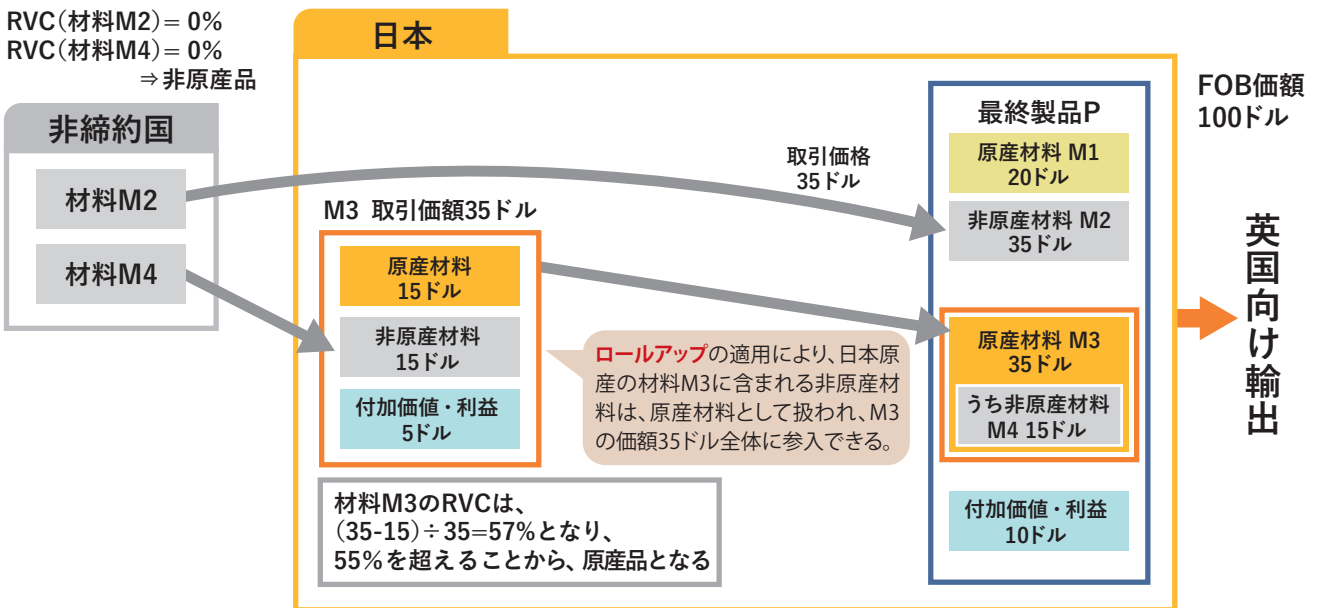 RVC（材料M2）= 0%
RVC（材料M4）= 0%
⇒非原産品
日本
非締約国
材料M2
材料M4
M3 取引価額35ドル
原産材料
15ドル
非原産材料
15ドル
付加価値・利益
5ドル
取引価格
35ドル
ロールアップの適用により、日本原
産の材料M3に含まれる非原産材
料は、原産材料として扱われ、M3
の価額35ドル全体に参入できる。
材料M3のRVCは、
（35-15）÷35=57%となり、
55%を超えることから、原産品となる
最終製品P
原産材料 M1
20ドル
非原産材料 M2
35ドル
原産材料 M3
35ドル
うち非原産材料
M4 15ドル
付加価値・利益
10ドル
FOB価額
100ドル
英国向け輸出